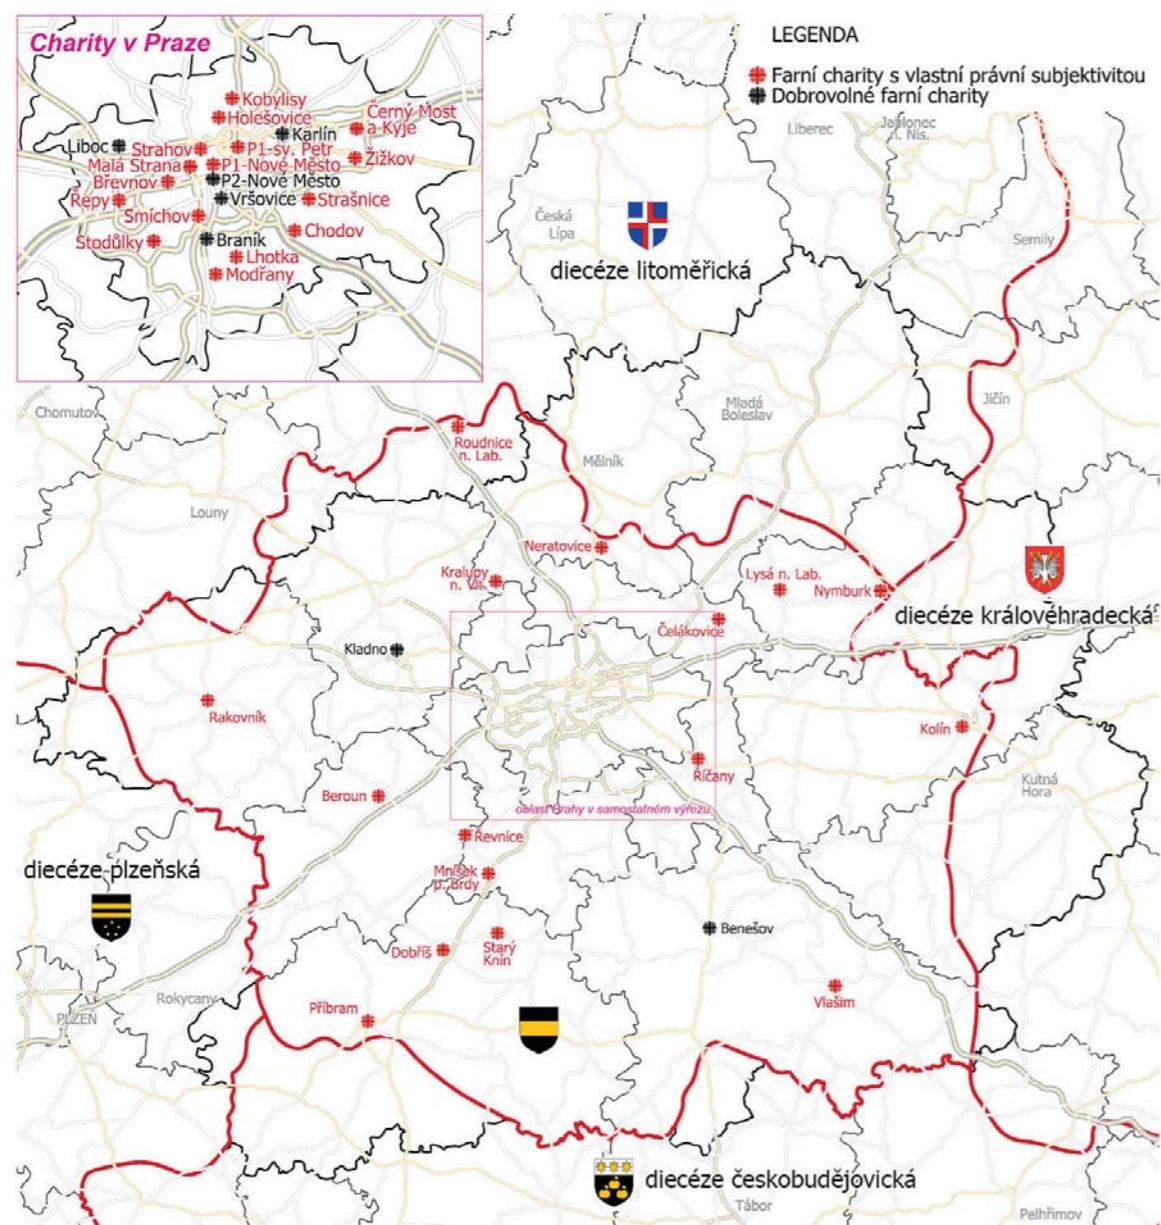 Charity v Praze
Kobylisy
Holešovice
Černý Most
a Kyje
Karlín
Liboc
Strahov
P1-sv. Petr
Malá Strana
P1-Nové Město
Žižkov
Břevnov
P2-Nové Město
Řepy
Vršovice
Strašnice
Smíchov
Chodov
Stodůlky
Braník
Lhotka
Modřany
LEGENDA
Farní charity s vlastní právní subjektivitou
Dobrovolné farní charity
Liberec
Jablonec
n. Nis.
Česká
Lípa
Semily
diecéze litoměřická
Chomutov
Mladá
Boleslav
Jičín
Roudnice
n. Lab.
Mělník
Louny
Neratovice
Kralupy
n. Vlt.
Lysá n. Lab.
Nymburk
diecéze královéhradecká
Čelákovice
Kladno
Rakovník
Kolín
Říčany
Kutná
Hora
Beroun
oblast Prahy v samostatném výřezu
Řevnice
diecéze plzeňská
Mníšek
p. Brdy
Benešov
Dobříš
Starý
Knín
Rokycany
Vlašim
PLZEŇ
Příbram
diecéze českobudějovická
Tábor
Pelhřimov